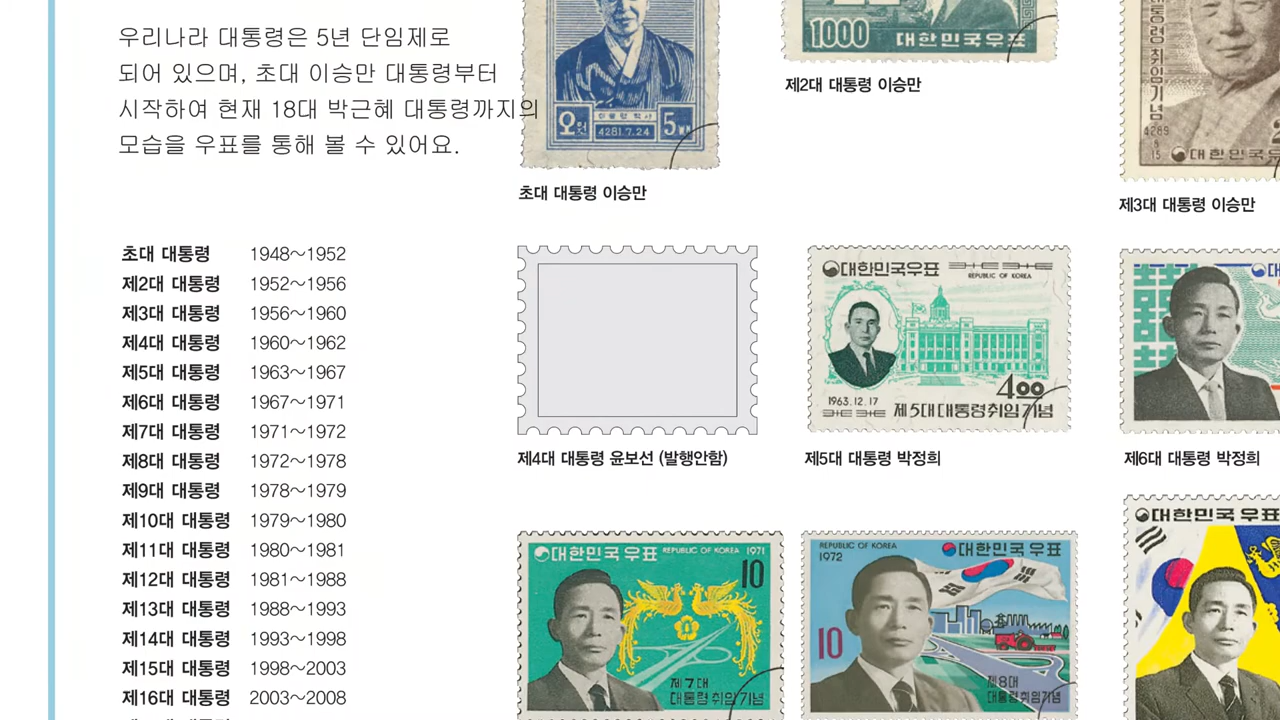 우리나라 대통령은 5년 단임제로
되어 있으며, 초대 이승만 대통령부터
시작하여 현재 18대 박근혜 대통령까지의
모습을 우표를 통해 볼 수 있어요.
오원
4281.7.24.
5WN
초대 대통령 이승만
1000
대한민국우표
제2대 대통령 이승만
대통령 취임 기념
4289
8
15
대한민국우
제3대 대통령 이승만
초대 대통령 1948~1952
제2대 대통령 1952~1956
제3대 대통령 1956~1960
제4대 대통령 1960~1962
제5대 대통령 1963~1967
제6대 대통령 1967~1971
제7대 대통령 1971~1972
제8대 대통령 1972~1978
제9대 대통령 1978~1979
제10대 대통령 1979~1980
제11대 대통령 1980~1981
제12대 대통령 1981~1988
제13대 대통령 1988~1993
제14대 대통령 1993~1998
제15대 대통령 1998~2003
제16대 대통령 2003~2008
제4대 대통령 윤보선 (발행안함)
대한민국우표
REPUBLIC OF KOREA
400
1963.12.17
제5대대통령취임기념
제5대 대통령 박정희
제6대 대통령 박정희
대한민국우표
REPUBLIC OF KOREA 1971
10
제7대
대통령취임기념
REPUBLIC OF KOREA
1972
대한민국우표
10
제8대
대통령취임기념
대한민국 우표